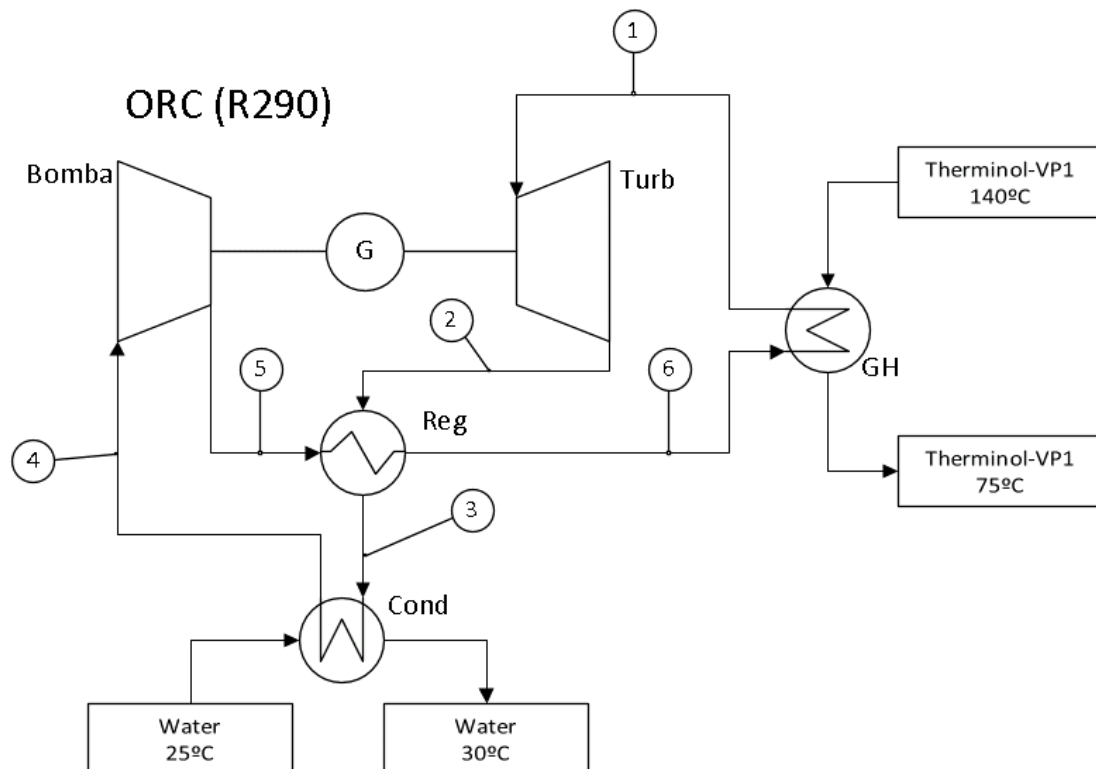 1
ORC (R290)
Bomba
Turb
Therminol-VP1
140ºC
G
2
5
6
GH
Reg
4
Therminol-VP1
75ºC
3
Cond
Water
25ºC
Water
30ºC